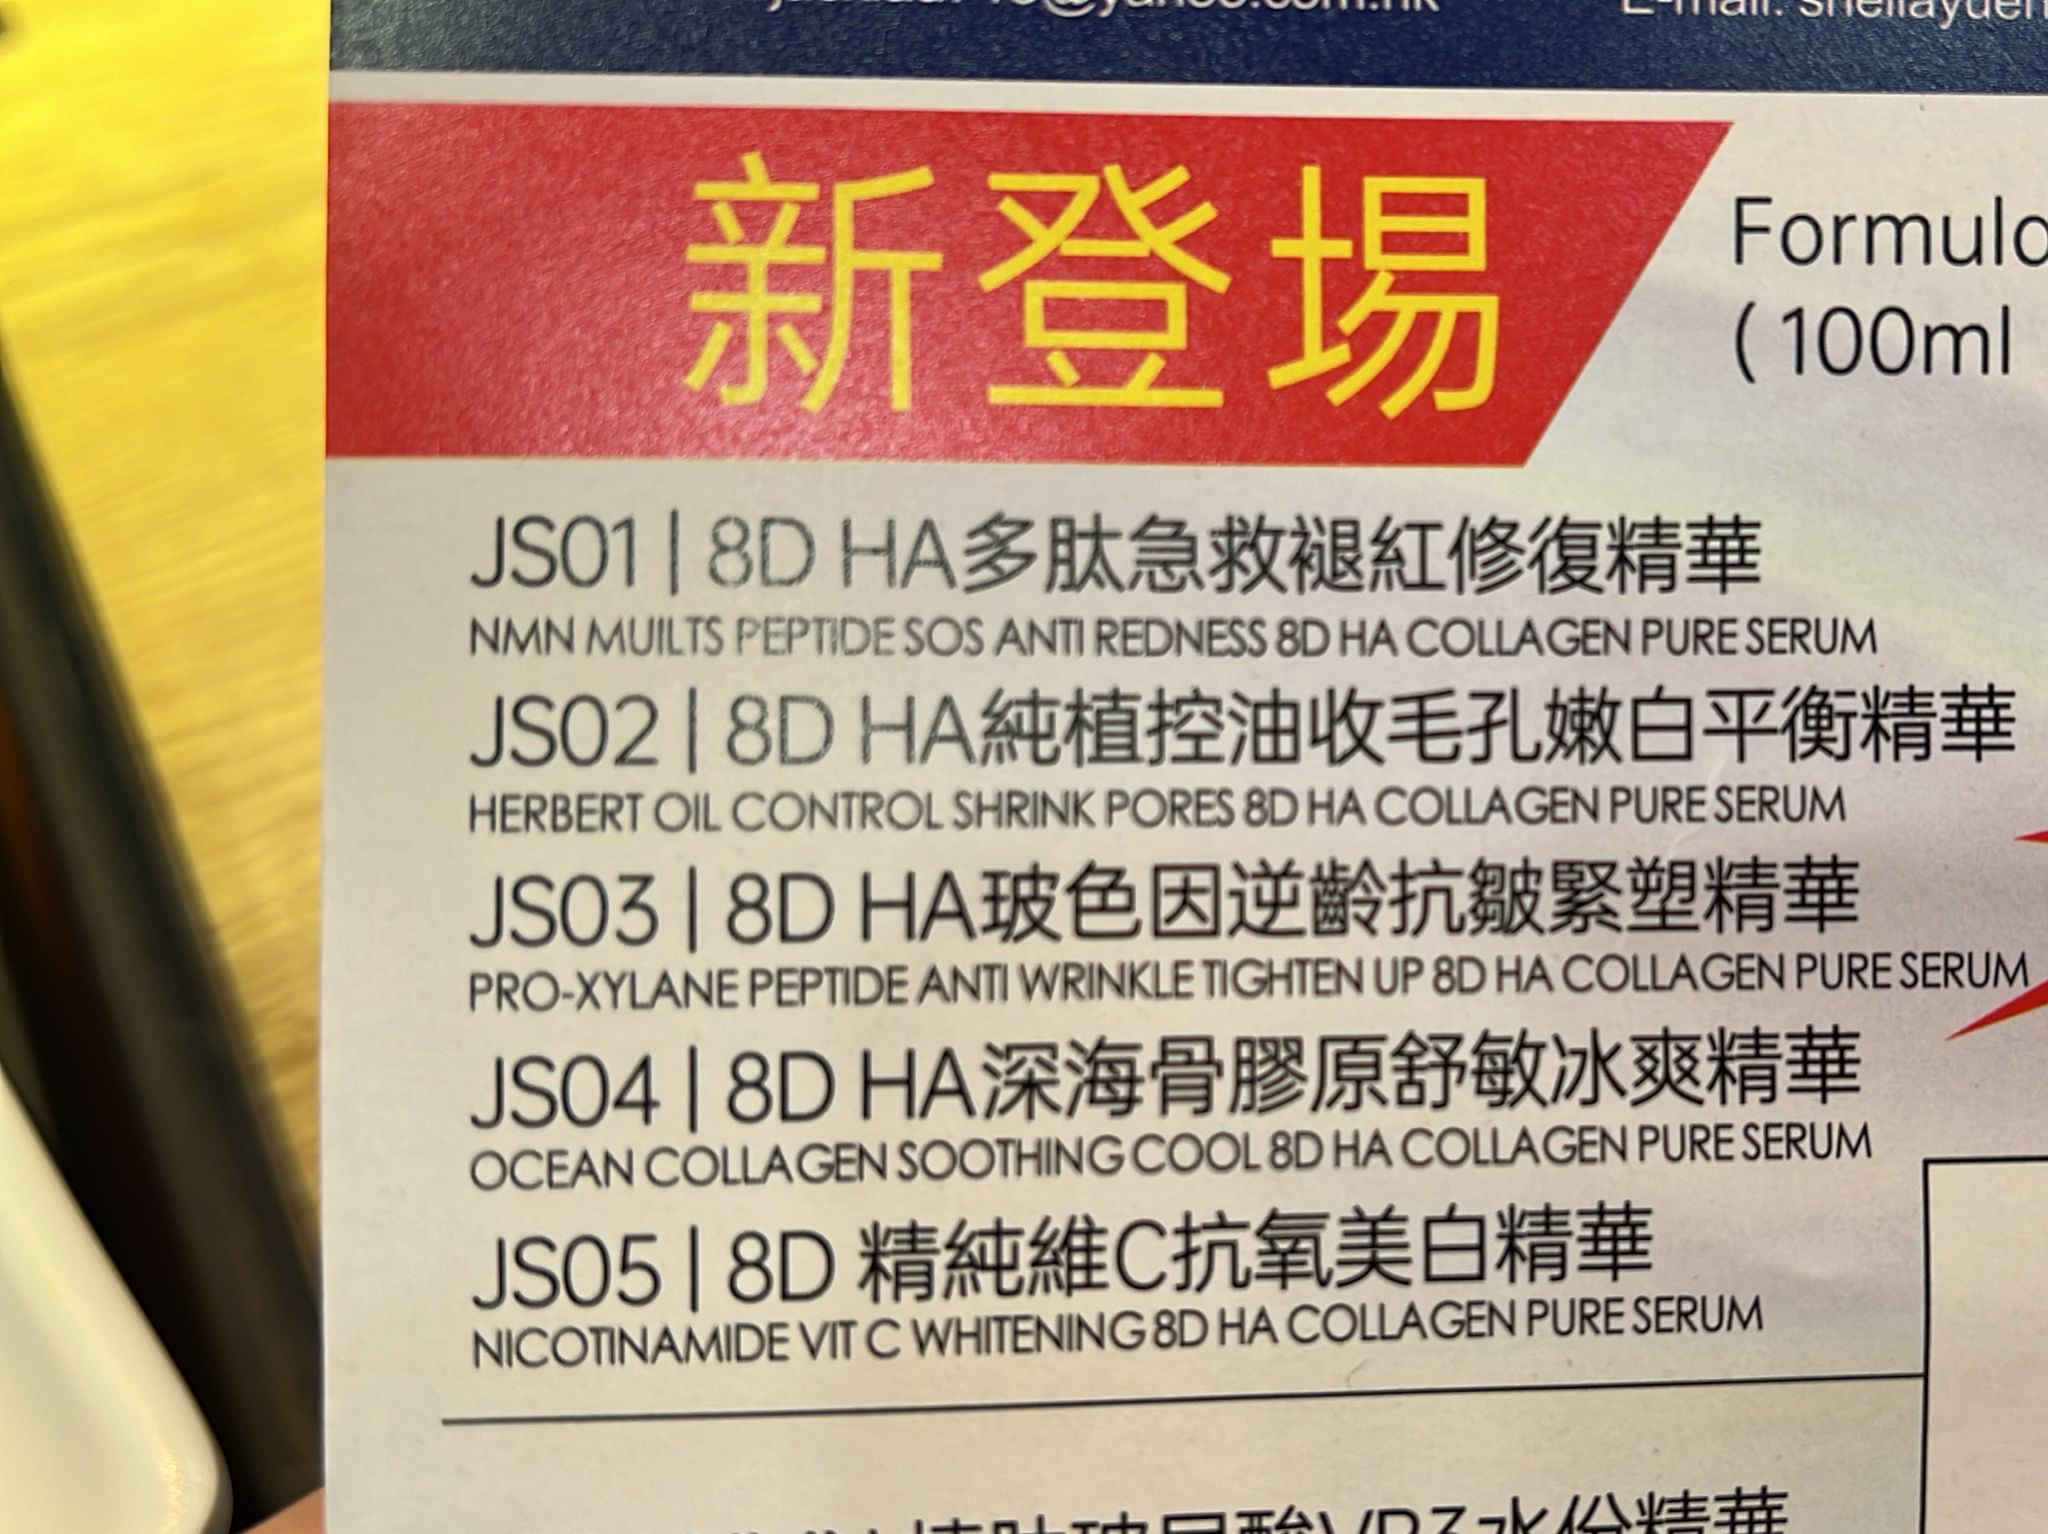 E-mail:
新登場
Formula
(100ml
JS01 | 8D HA多肽急救褪紅修復精華
NMN MUILTS PEPTIDE SOS ANTI REDNESS 8D HA COLLAGEN PURE SERUM
JS02 | 8D HA純植控油收毛孔嫩白平衡精華
HERBERT OIL CONTROL SHRINK PORES 8D HA COLLAGEN PURE SERUM
JS03 | 8D HA玻色因逆齡抗皺緊塑精華
PRO-XYLANE PEPTIDE ANTI WRINKLE TIGHTEN UP 8D HA COLLAGEN PURE SERUM
JS04 | 8D HA深海骨膠原舒敏冰爽精華
OCEAN COLLAGEN SOOTHING COOL 8D HA COLLAGEN PURE SERUM
JS05 | 8D 精純維C抗氧美白精華
NICOTINAMIDE VIT C WHITENING 8D HA COLLAGEN PURE SERUM
水份精華